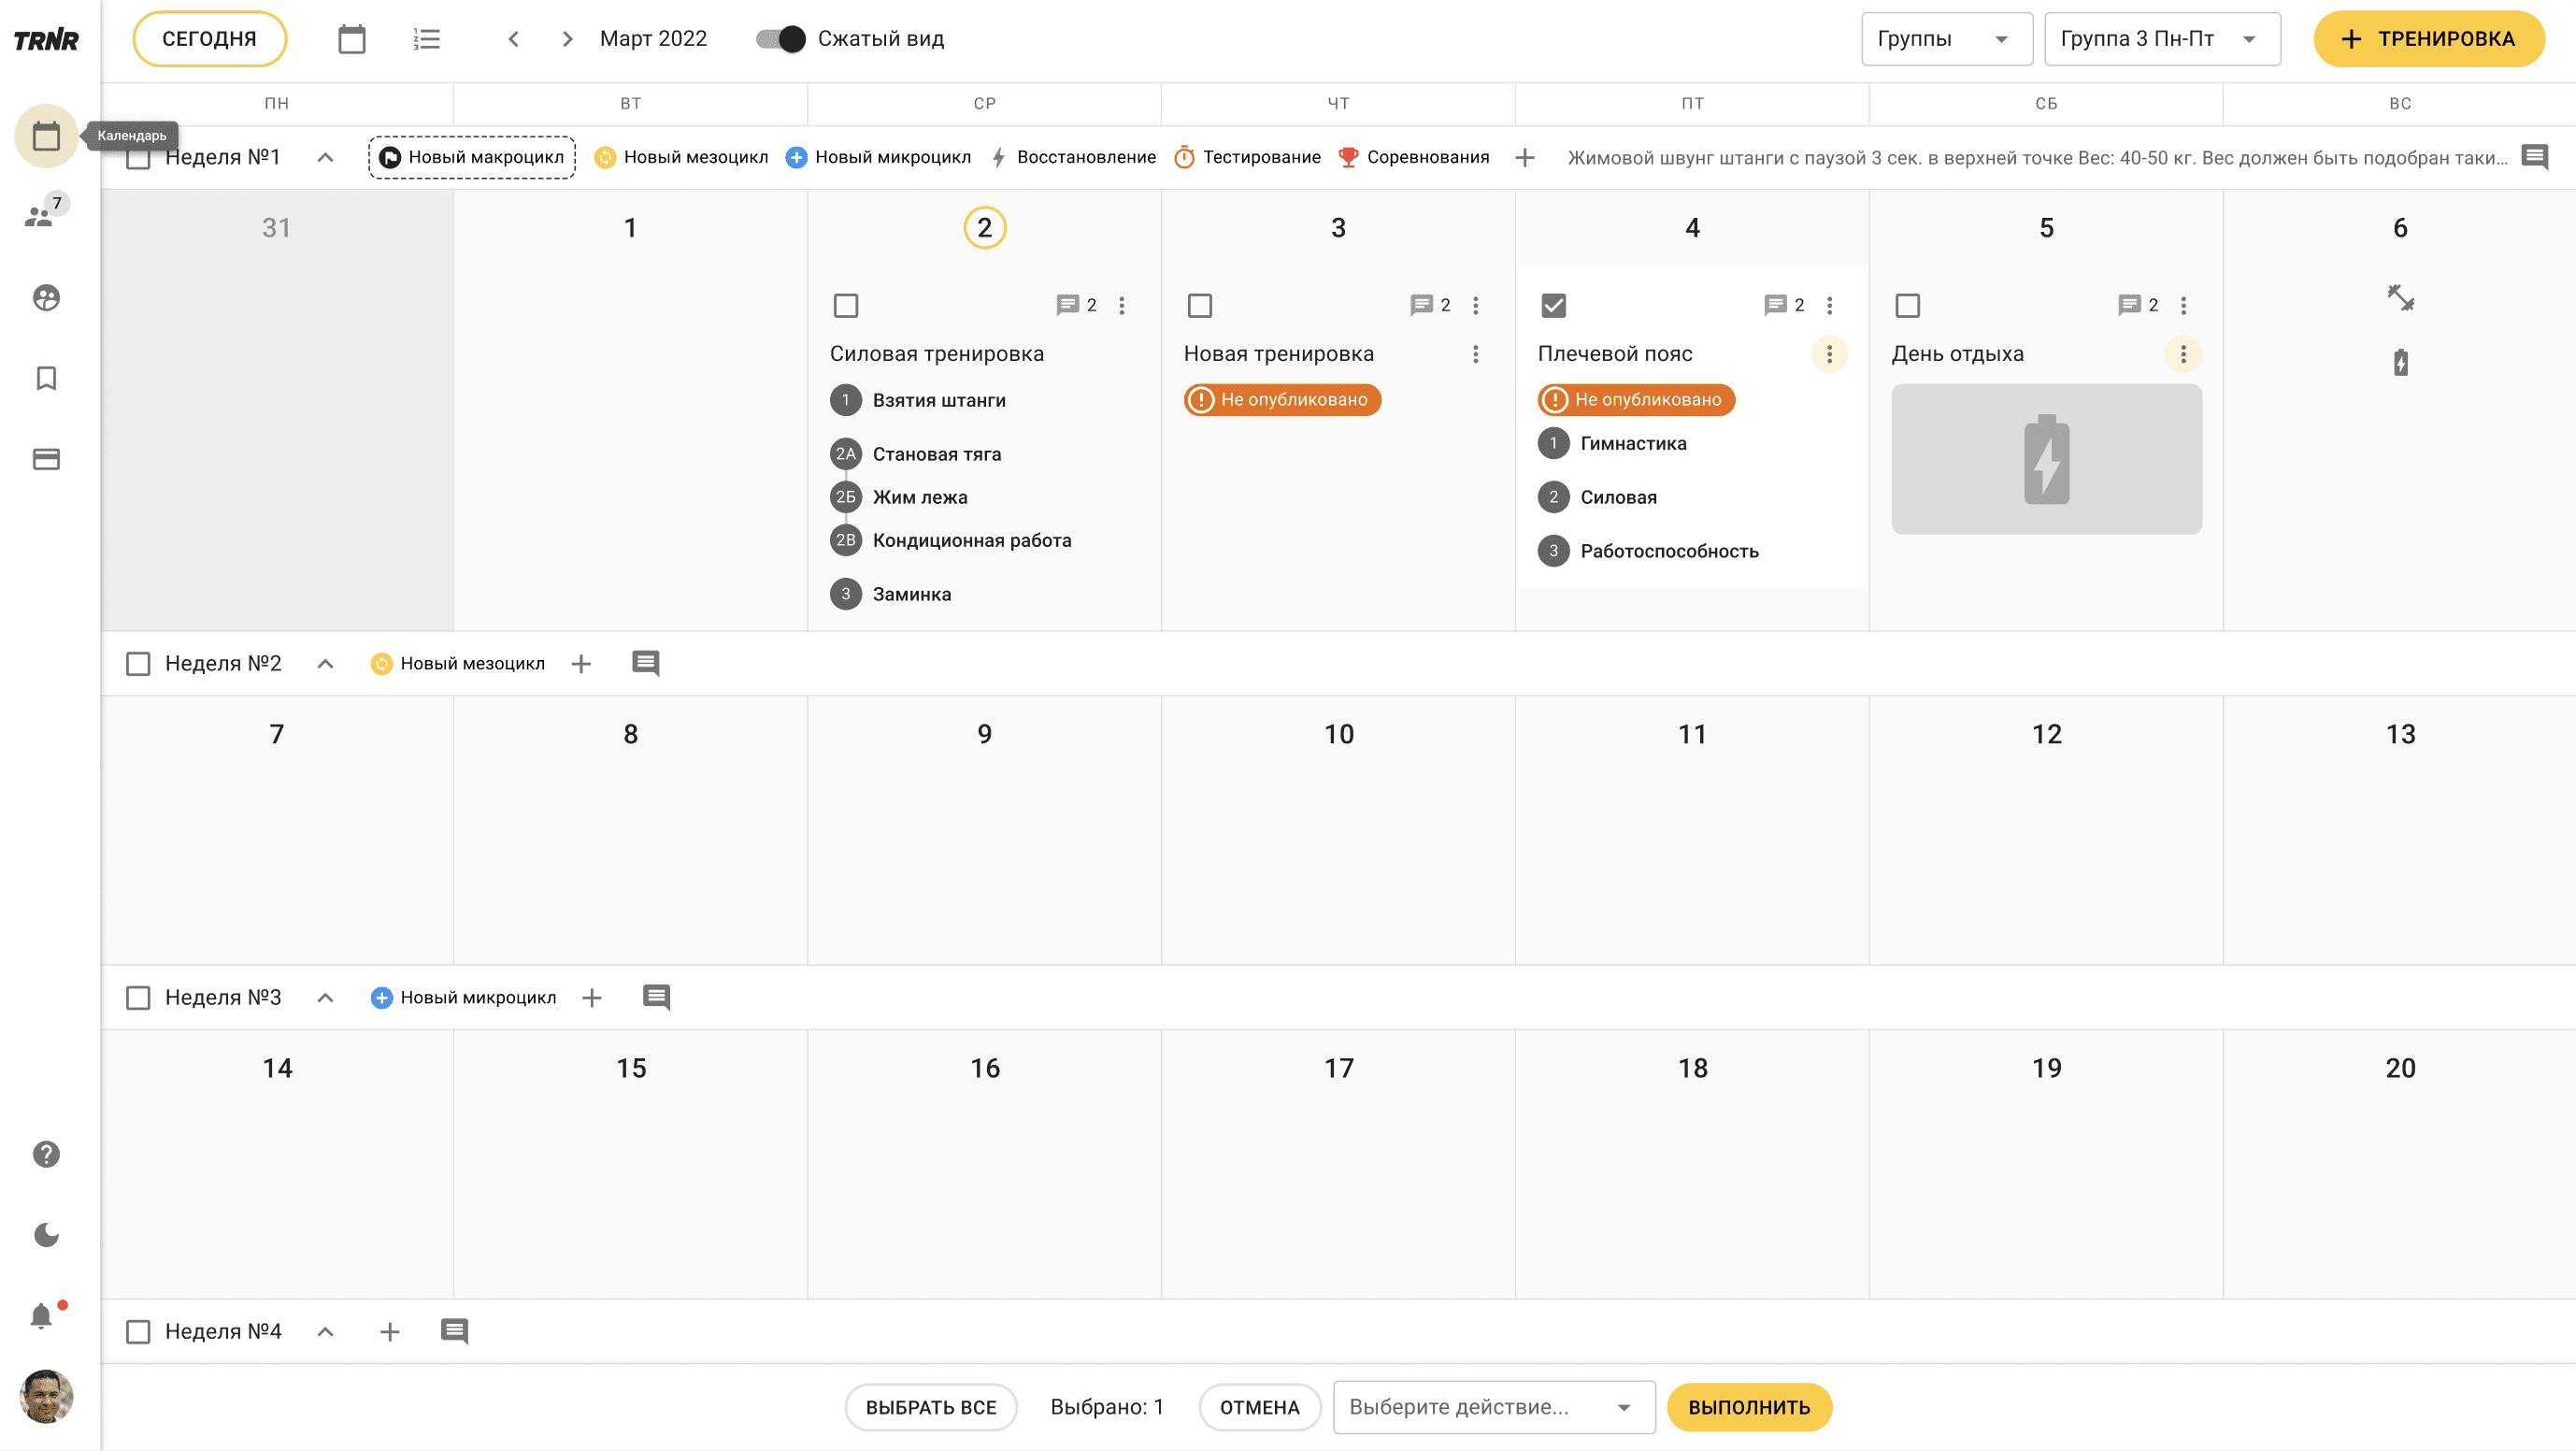 TRNR
СЕГОДНЯ
Март 2022
Сжатый вид
Группы
Группа 3 Пн-Пт
ТРЕНИРОВКА
ПН ВТ СР ЧТ ПТ СБ ВС
Календарь
Неделя №1 Новый макроцикл Новый мезоцикл Новый микроцикл Восстановление Тестирование Соревнования Жимовой швунг штанги с паузой 3 сек. в верхней точке Вес: 40-50 кг. Вес должен быть подобран таки...
7
31 1 2 3 4 5 6
2
Силовая тренировка
1 Взятия штанги
2А Становая тяга
2Б Жим лежа
2В Кондиционная работа
3 Заминка
2
Новая тренировка
Не опубликовано
2
Плечевой пояс
Не опубликовано
1 Гимнастика
2 Силовая
3 Работоспособность
2
День отдыха
Неделя №2 Новый мезоцикл
7 8 9 10 11 12 13
Неделя №3 Новый микроцикл
14 15 16 17 18 19 20
Неделя №4
ВЫБРАТЬ ВСЕ Выбрано: 1 ОТМЕНА Выберите действие... ВЫПОЛНИТЬ